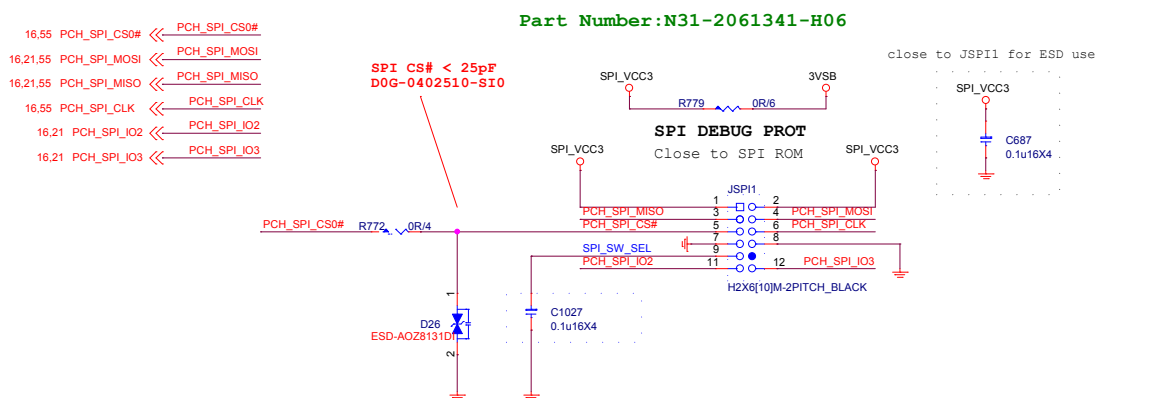 Part Number:N31-2061341-H06
16,55 PCH_SPI_CS0# PCH_SPI_CS0#
16,21,55 PCH_SPI_MOSI PCH_SPI_MOSI
16,21,55 PCH_SPI_MISO PCH_SPI_MISO
16,55 PCH_SPI_CLK PCH_SPI_CLK
16,21 PCH_SPI_IO2 PCH_SPI_IO2
16,21 PCH_SPI_IO3 PCH_SPI_IO3
SPI CS# < 25pF
D0G-0402510-SI0
close to JSPI1 for ESD use
SPI_VCC3 3VSB
R779 0R/6
SPI_VCC3
C687
0.1u16X4
SPI DEBUG PROT
Close to SPI ROM
SPI_VCC3 SPI_VCC3
JSPI1
1 2
PCH_SPI_MISO 3 4 PCH_SPI_MOSI
PCH_SPI_CS0# R772 0R/4 PCH_SPI_CS# 5 6 PCH_SPI_CLK
7 8
SPI_SW_SEL 9
PCH_SPI_IO2 11 12 PCH_SPI_IO3
H2X6[10]M-2PITCH_BLACK
1
D26
ESD-AOZ8131DI
2
C1027
0.1u16X4